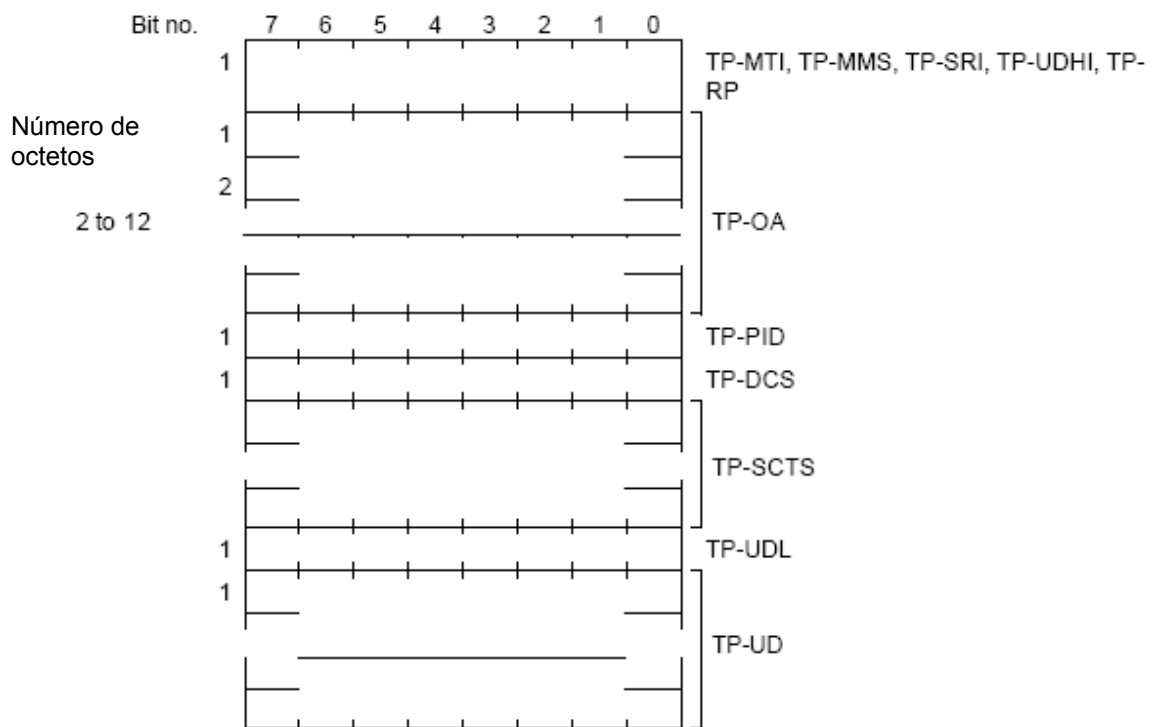 Bit no. 7 6 5 4 3 2 1 0
1 TP-MTI, TP-MMS, TP-SRI, TP-UDHI, TP-
RP
Número de
octetos
1
2
2 to 12 TP-OA
1 TP-PID
1 TP-DCS
TP-SCTS
1 TP-UDL
1
TP-UD